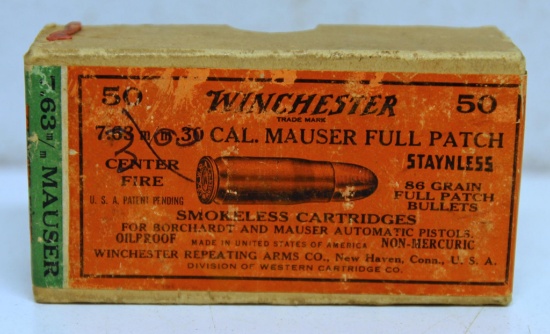 50 WINCHESTER 50
TRADE MARK
7.63 m/m .30 CAL. MAUSER FULL PATCH
CENTER
FIRE
STAYNLESS
86 GRAIN
FULL PATCH
BULLETS
U. S. A. PATENT PENDING
SMOKELESS CARTRIDGES
FOR BORCHARDT AND MAUSER AUTOMATIC PISTOLS.
OILPROOF MADE IN UNITED STATES OF AMERICA NON-MERCURIC
WINCHESTER REPEATING ARMS CO., New Haven, Conn., U. S. A.
DIVISION OF WESTERN CARTRIDGE CO.
7.63 m/m MAUSER